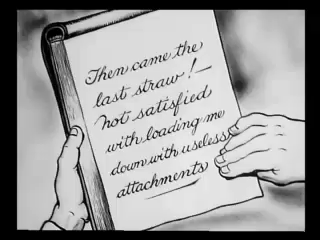 Then came the
last straw!—
not satisfied
with loading me
down with useless
attachments